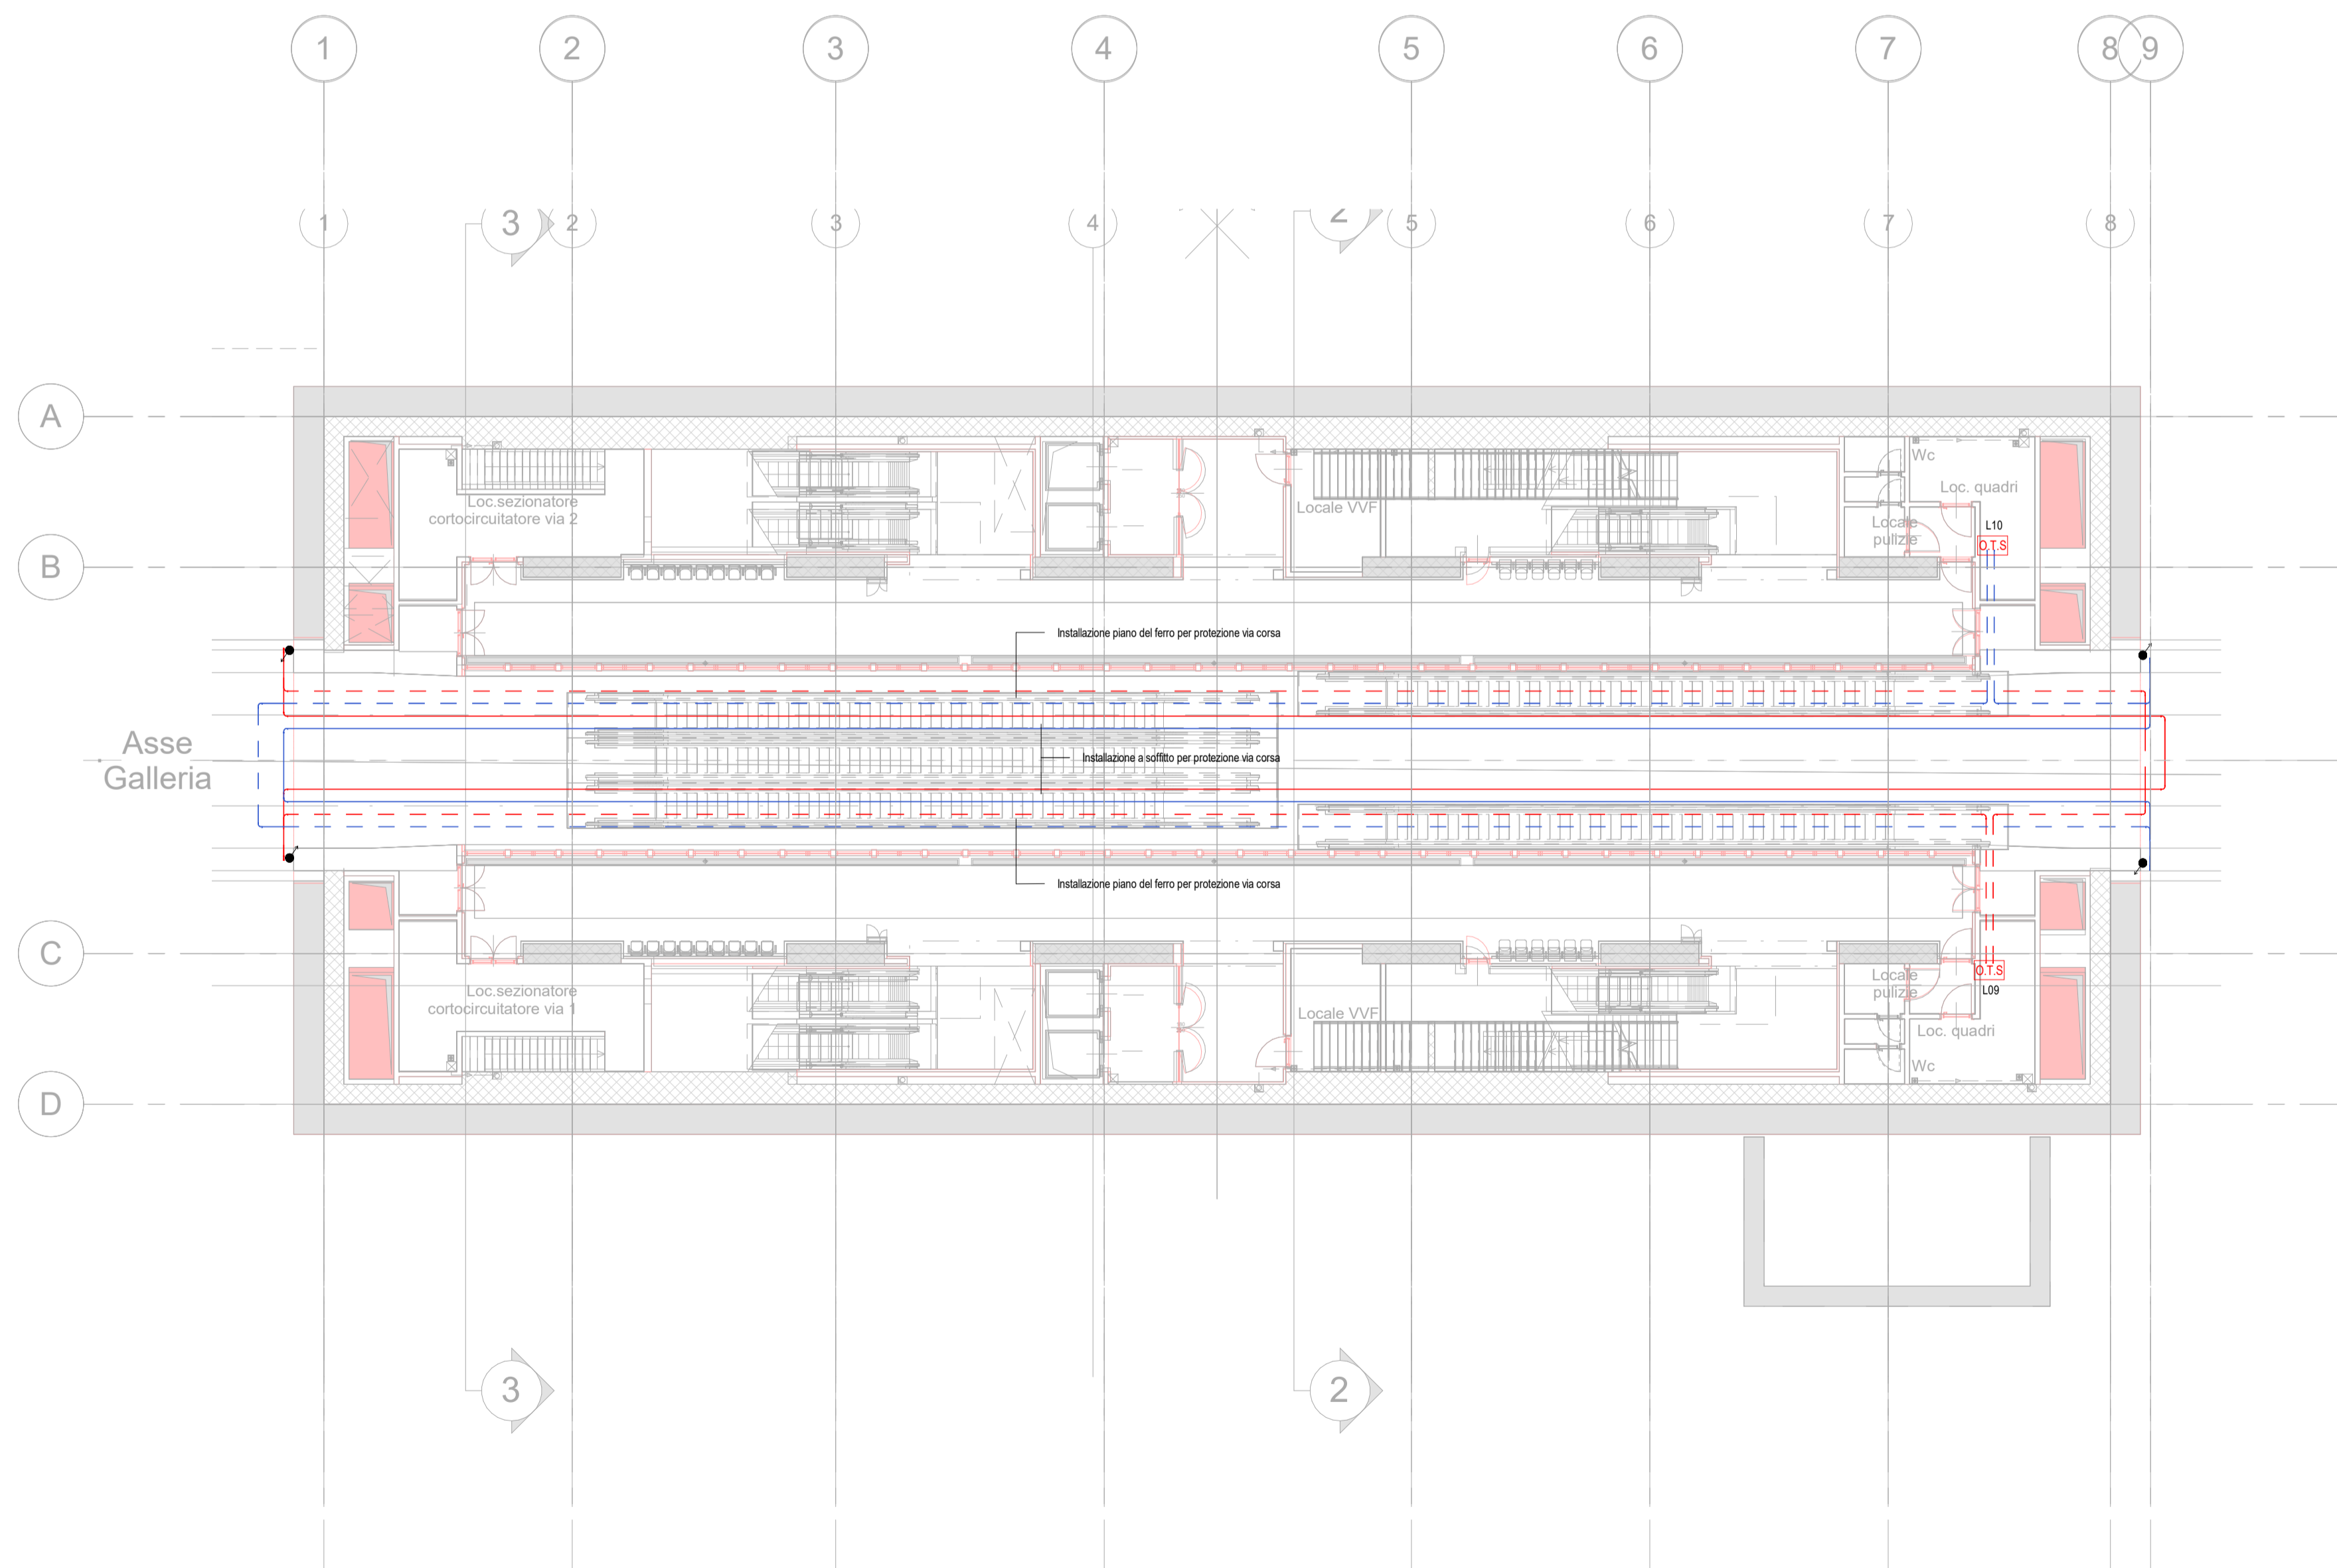 1 2 3 4 5 6 7 8 9
1 3 2 3 4 2 5 6 7 8
A
Wc
Loc. quadri
Loc.sezionatore
cortocircuitatore via 2
Locale VVF
Locale
pulizie
L10
O.T.S
B
Installazione piano del ferro per protezione via corsa
Asse
Galleria
Installazione a soffitto per protezione via corsa
Installazione piano del ferro per protezione via corsa
C
O.T.S
L09
Locale
pulizie
Loc.sezionatore
cortocircuitatore via 1
Locale VVF
Loc. quadri
Wc
D
3 2